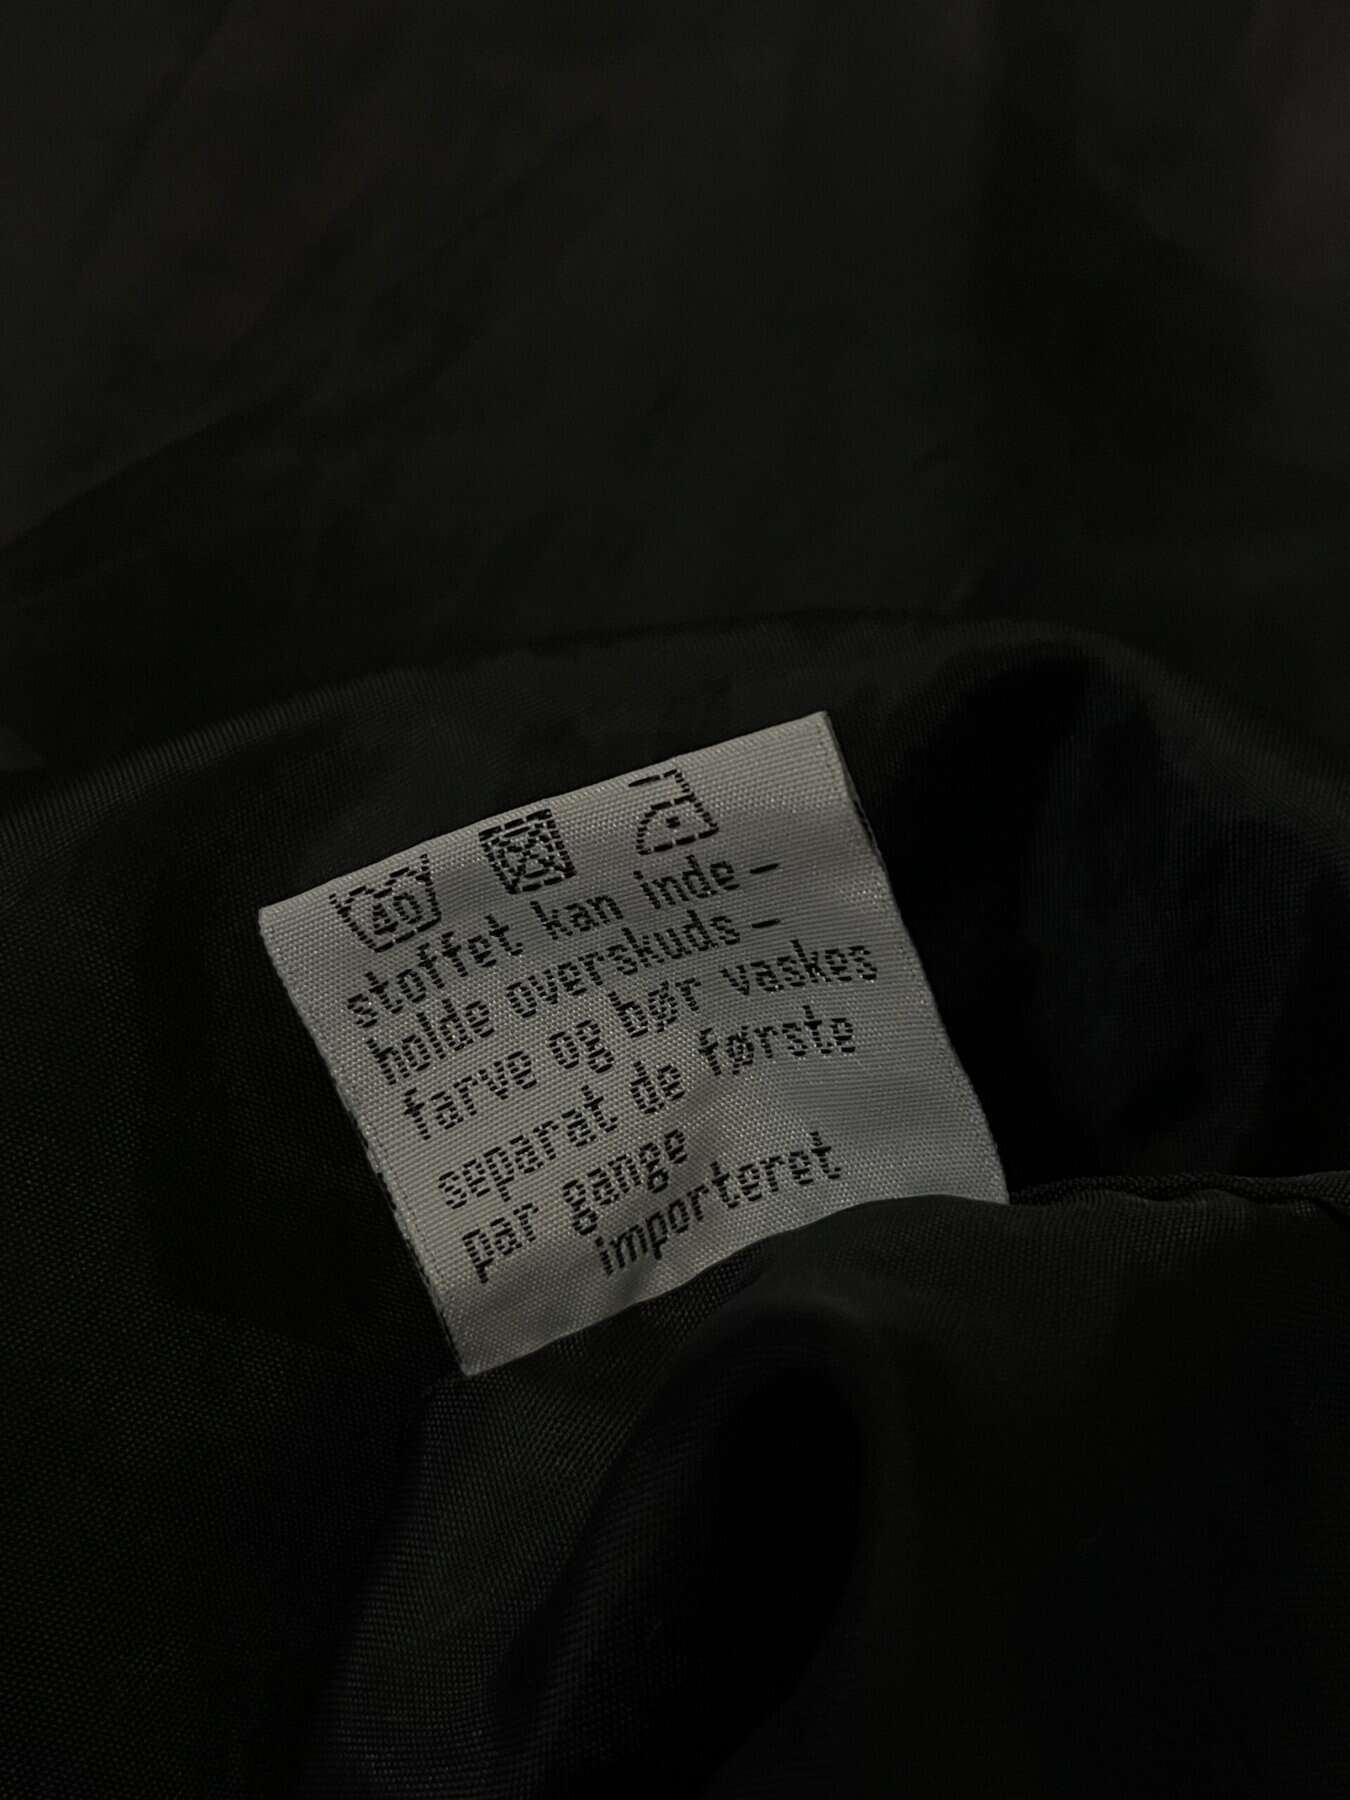 40
stoffet kan inde-
holde overskuds-
farve og bør vaskes
separat de første
par gange
importeret